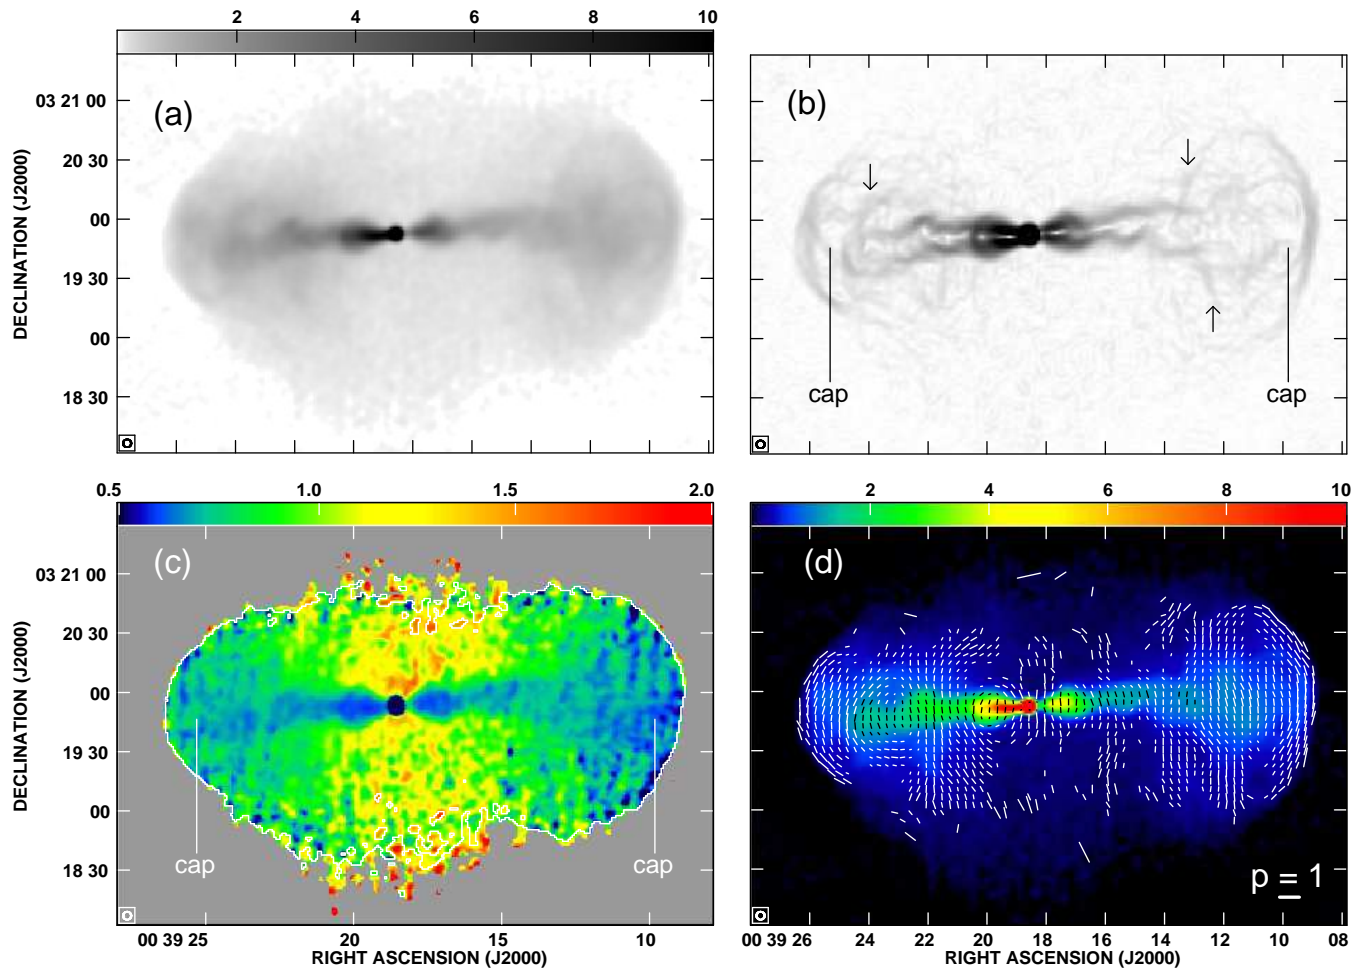 2 4 6 8 10
(a)
DECLINATION (J2000)
03 21 00
20 30
00
19 30
00
18 30
(b)
cap
cap
0.5 1.0 1.5 2.0
(c)
DECLINATION (J2000)
03 21 00
20 30
00
19 30
00
18 30
cap
cap
00 39 25 20 15 10
RIGHT ASCENSION (J2000)
2 4 6 8 10
(d)
p = 1
00 39 26 24 22 20 18 16 14 12 10 08
RIGHT ASCENSION (J2000)